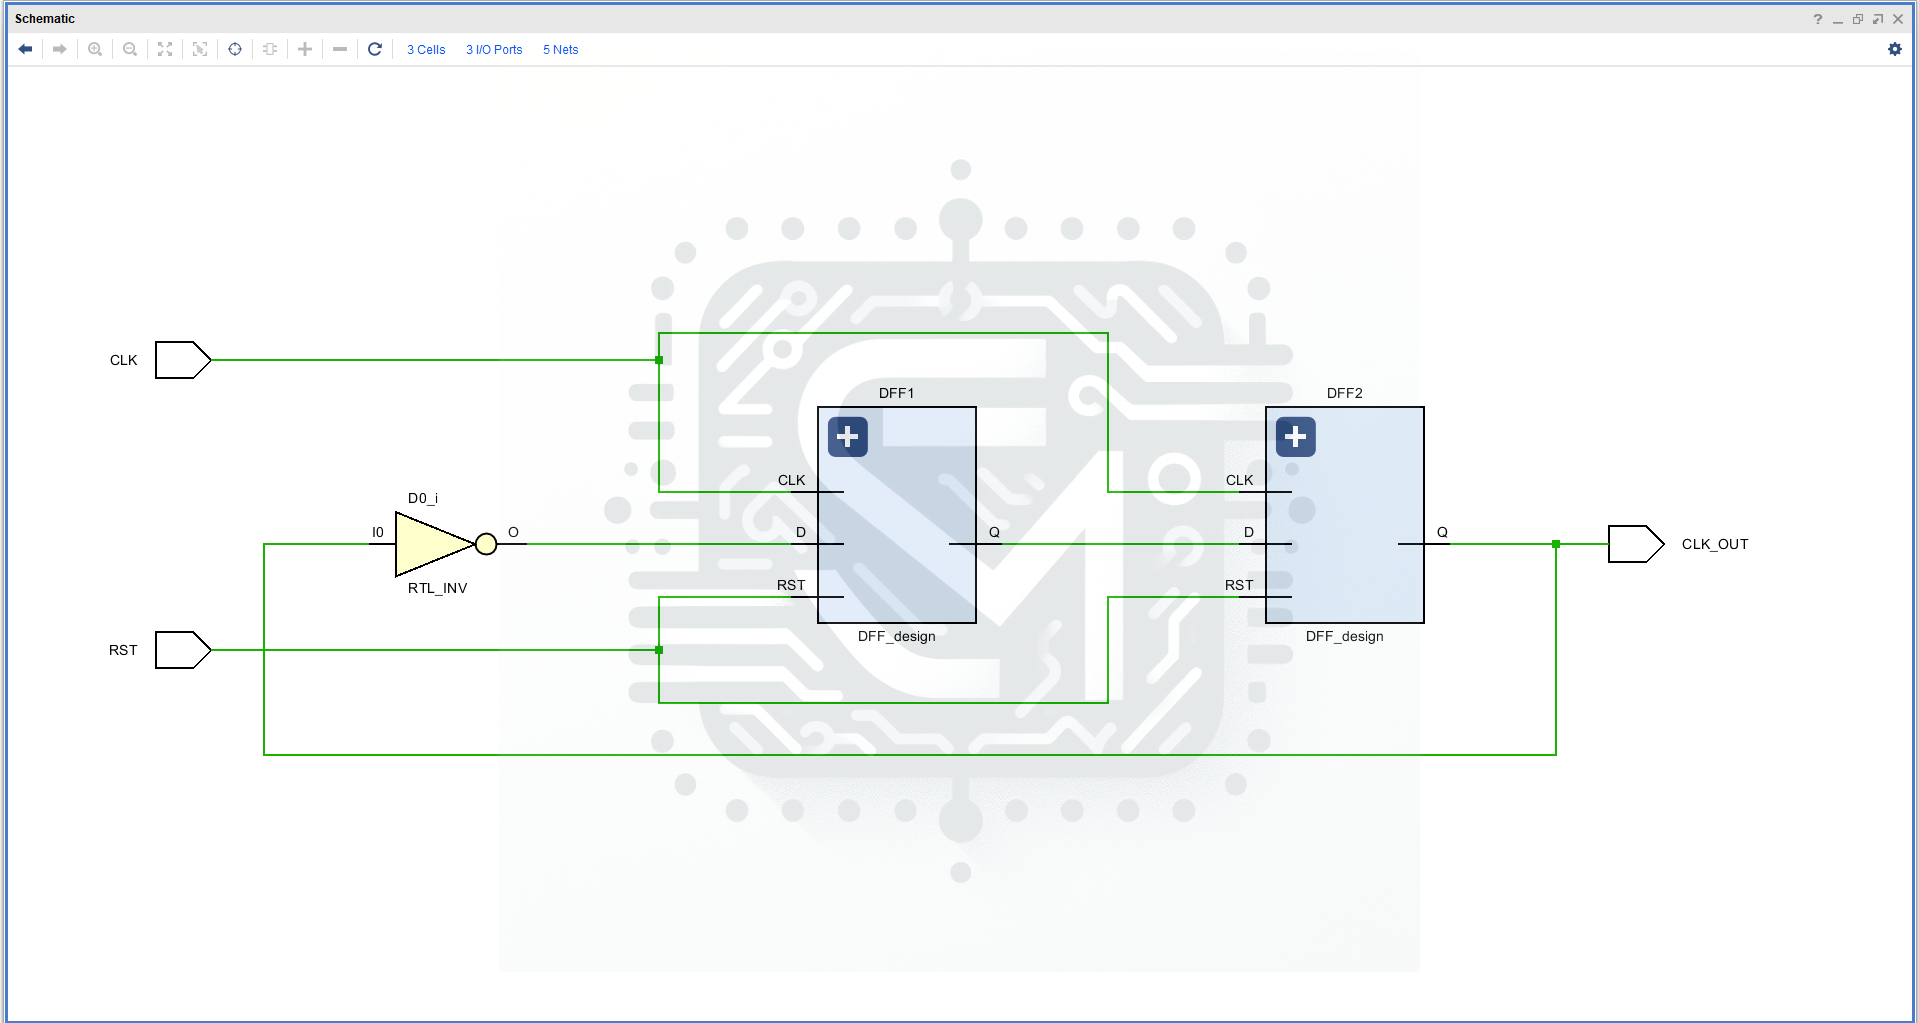 Schematic
3 Cells 3 I/O Ports 5 Nets
CLK
RST
D0_i
I0
O
RTL_INV
DFF1
CLK
D
RST
Q
DFF_design
DFF2
CLK
D
RST
Q
DFF_design
CLK_OUT